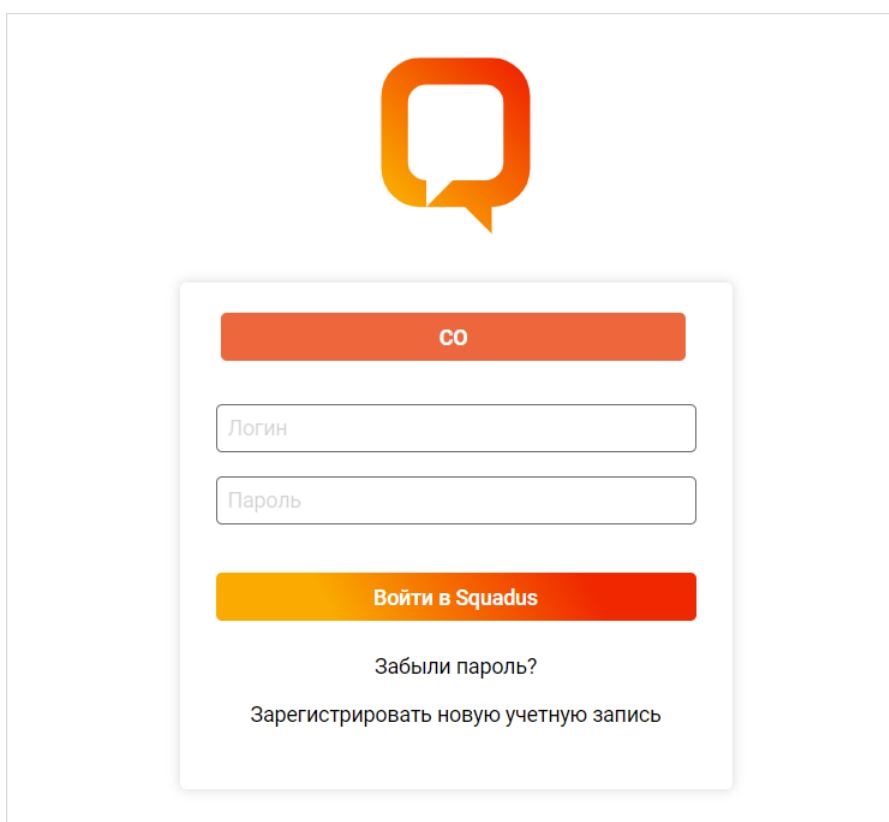 СО
Логин
Пароль
Войти в Squadus
Забыли пароль?
Зарегистрировать новую учетную запись